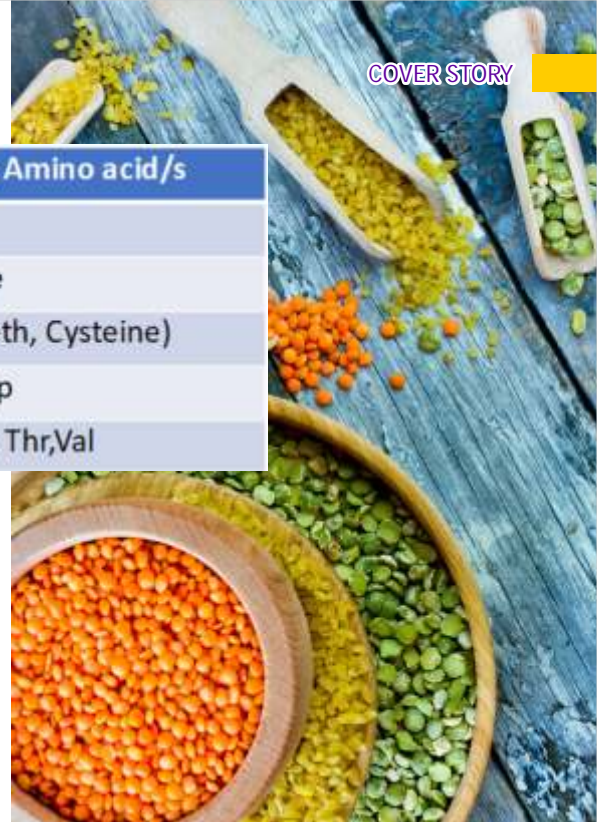 COVER STORY
Amino acid/s
th, Cysteine)
Thr,Val